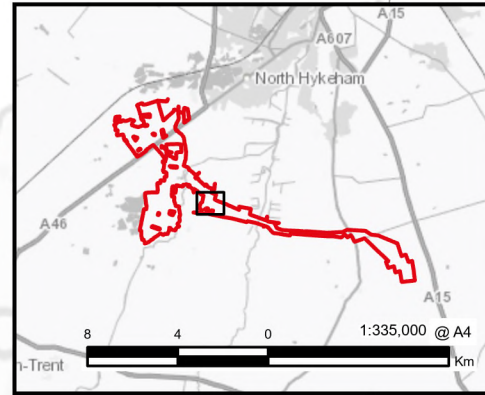 A15
A607
North Hykeham
A46
A15
8 4 0 1:335,000 @ A4
n-Trent
Km